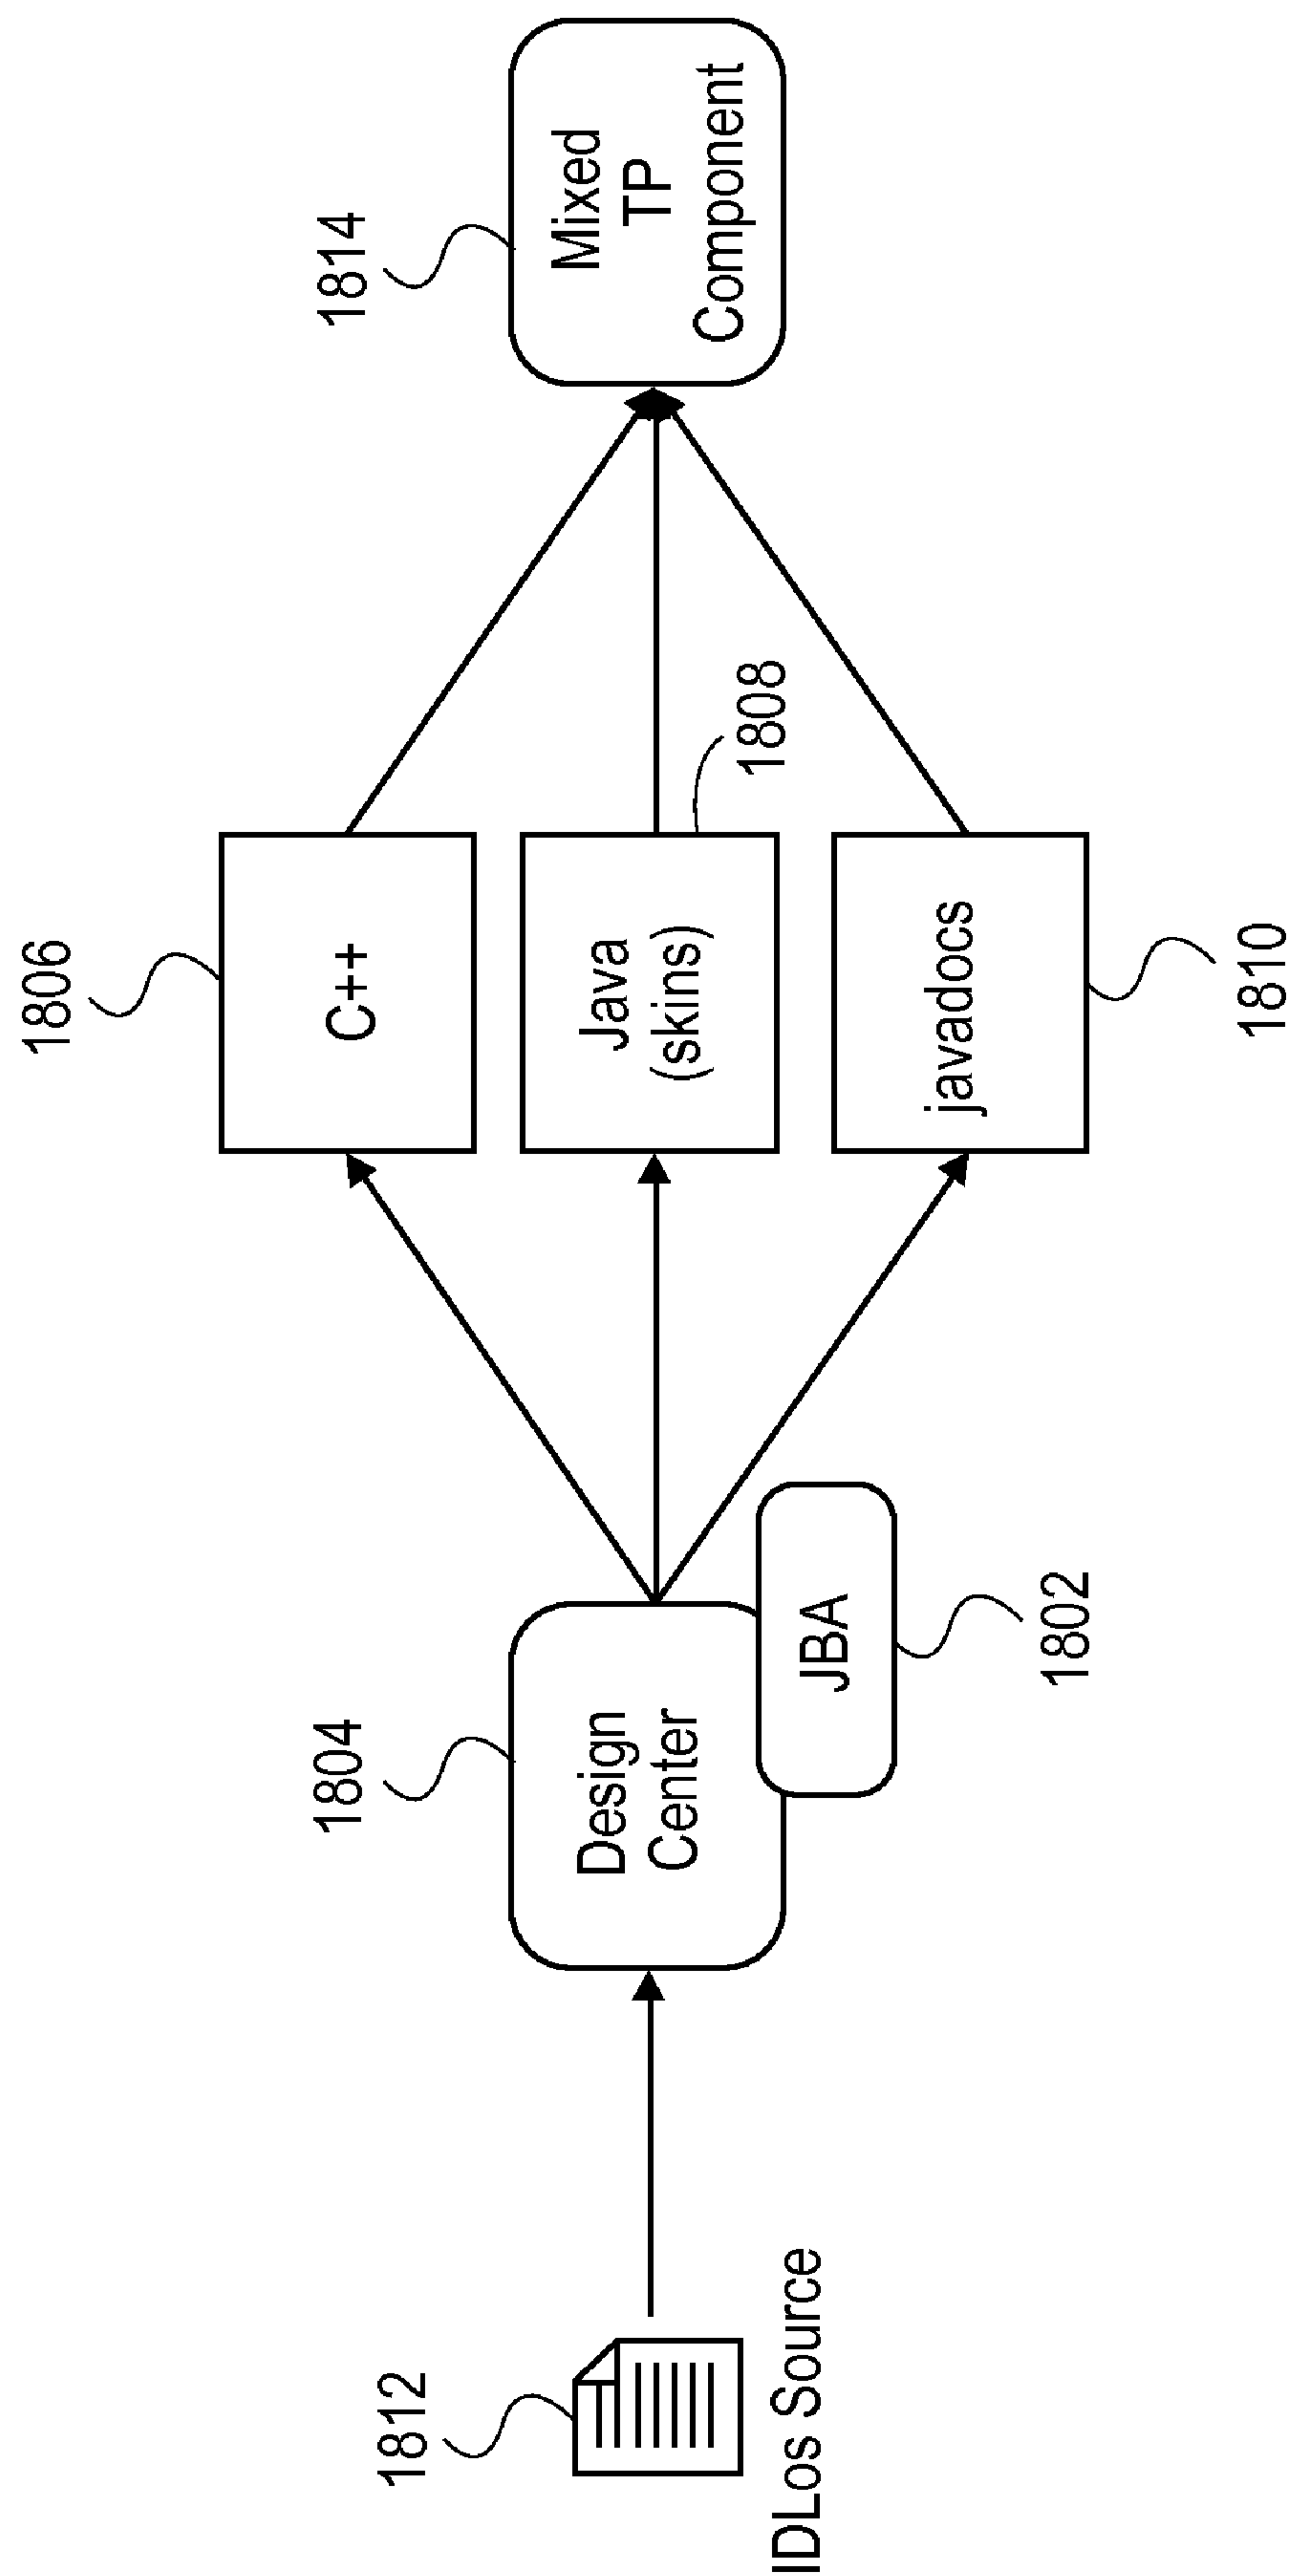 1812
IDLos Source
1804
Design
Center
JBA
1802
1806
C++
Java
(skins)
1808
javadocs
1810
1814
Mixed
TP
Component